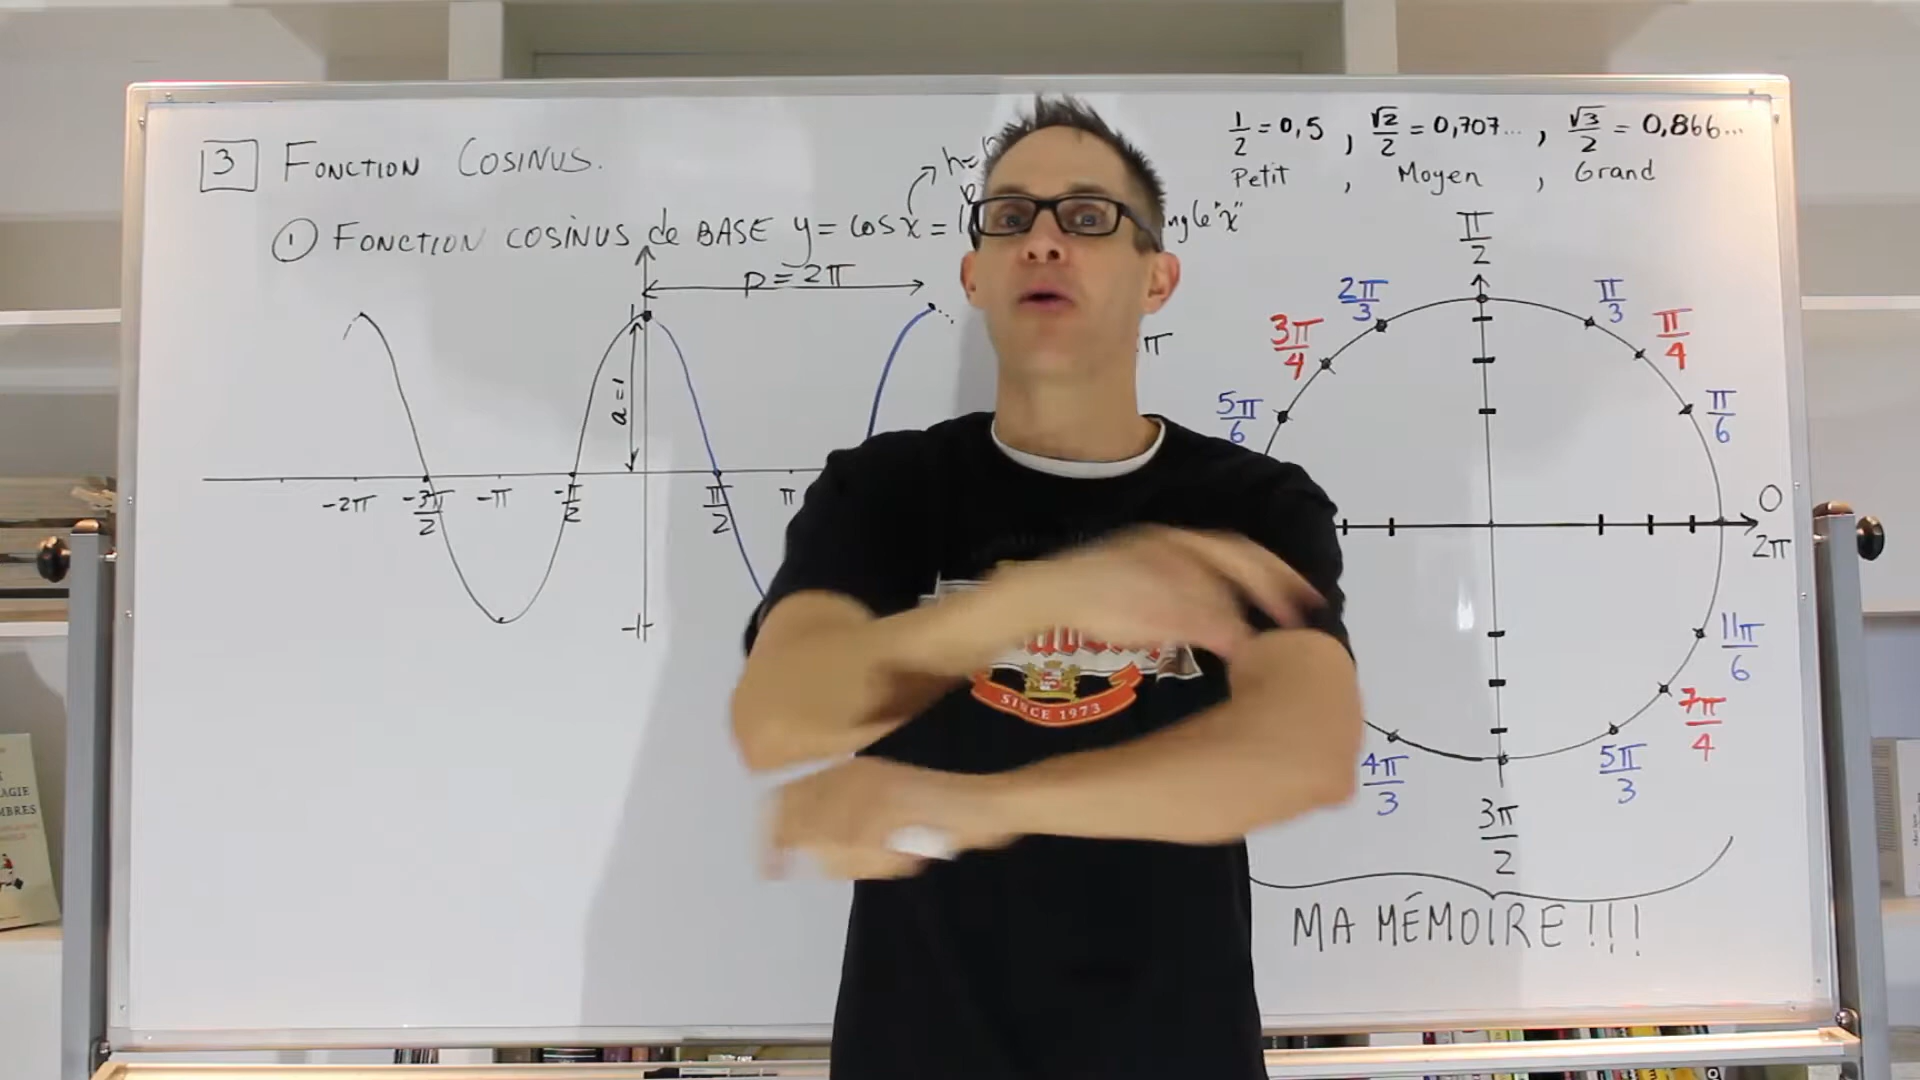 3 FONCTION COSINUS.
1 FONCTION COSINUS de BASE y = cos x =
"x"
h=
P = 2π
1
a = 1
-2π
-3π/2
-π
-π/2
π/2
π
-1
1/2 = 0,5 , √2/2 = 0,707... , √3/2 = 0,866...
Petit , Moyen , Grand
π/2
2π/3
π/3
3π/4
π/4
5π/6
π/6
0
2π
11π/6
7π/4
4π/3
5π/3
3π/2
MA MÉMOIRE !!!
SINCE 1973